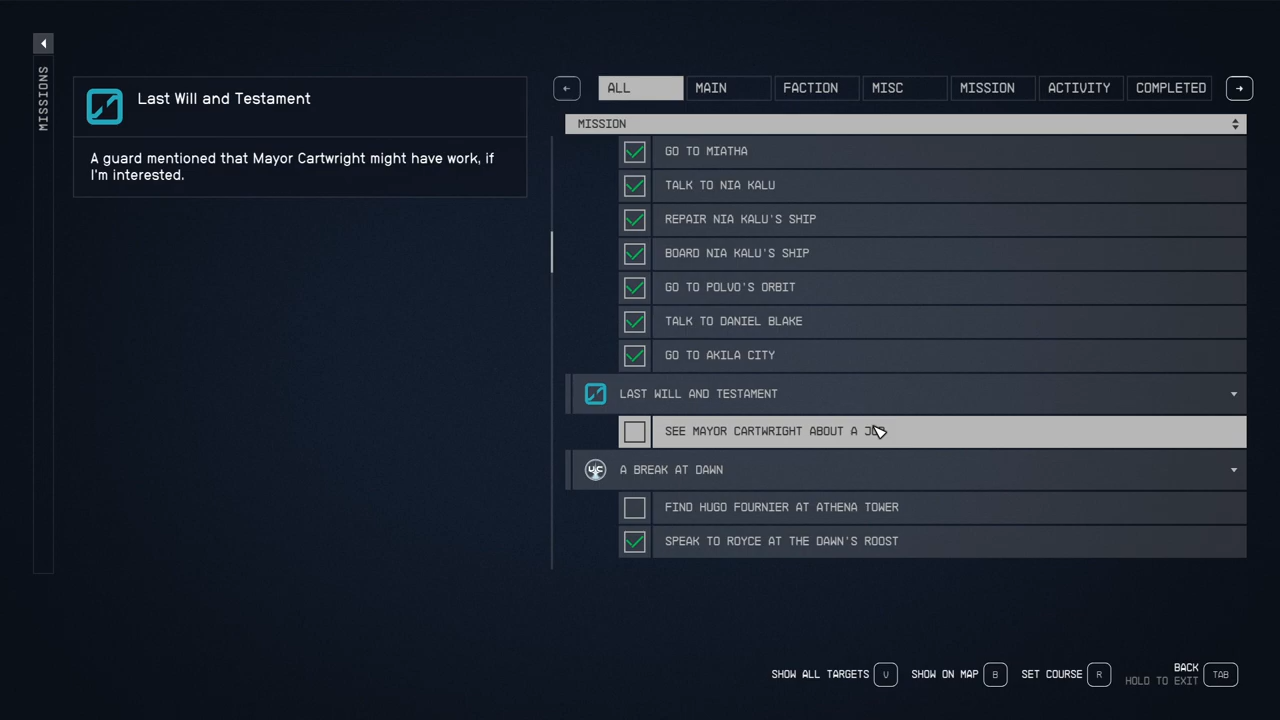 MISSIONS
Last Will and Testament
A guard mentioned that Mayor Cartwright might have work, if
I'm interested.
ALL
MAIN
FACTION
MISC
MISSION
ACTIVITY
COMPLETED
MISSION
GO TO MIATHA
TALK TO NIA KALU
REPAIR NIA KALU'S SHIP
BOARD NIA KALU'S SHIP
GO TO POLVO'S ORBIT
TALK TO DANIEL BLAKE
GO TO AKILA CITY
LAST WILL AND TESTAMENT
SEE MAYOR CARTWRIGHT ABOUT A JOB
UC A BREAK AT DAWN
FIND HUGO FOURNIER AT ATHENA TOWER
SPEAK TO ROYCE AT THE DAWN'S ROOST
SHOW ALL TARGETS V SHOW ON MAP B SET COURSE R BACK TAB
HOLD TO EXIT